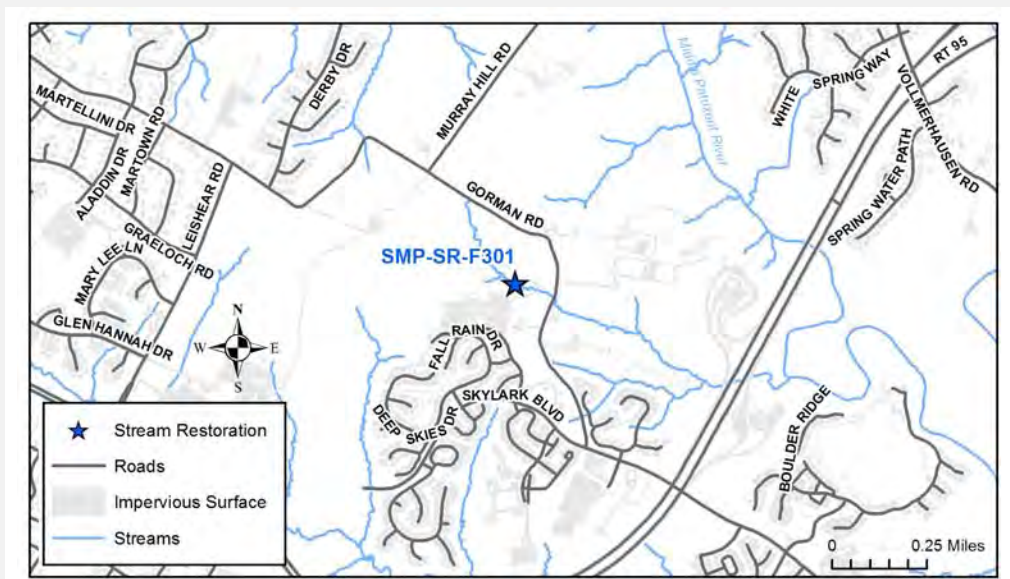 MARTELLINI DR
ALADDIN DR
MARTOWN RD
LEISHEAR RD
GRAELOCH RD
MARY LEE LN
GLEN HANNAH DR
DERBY DR
MURRAY HILL RD
GORMAN RD
Middle Patuxent River
WHITE
SPRING WAY
RT 95
VOLLMERHAUSEN RD
SPRING WATER PATH
SMP-SR-F301
FALL
RAIN DR
DEEP
SKIES DR
SKYLARK BLVD
BOULDER RIDGE
N
W
E
S
Stream Restoration
Roads
Impervious Surface
Streams
0
0.25 Miles